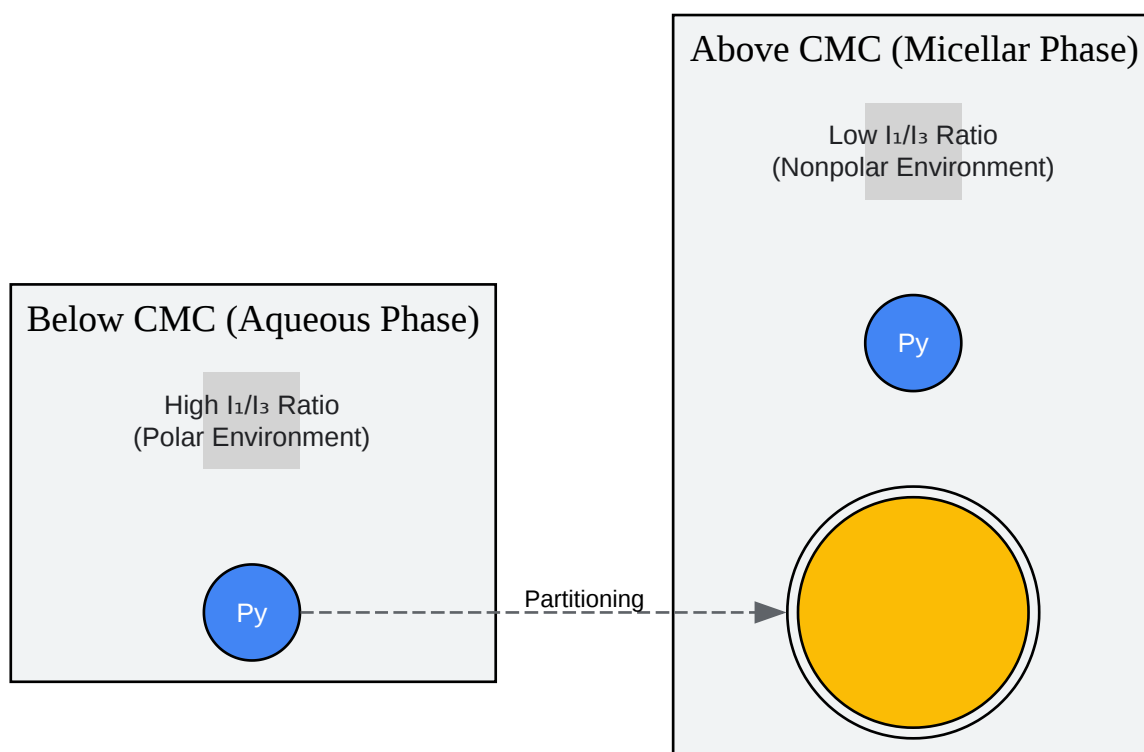 Below CMC (Aqueous Phase)
High I₁/I₃ Ratio
(Polar Environment)
Py
Partitioning
Above CMC (Micellar Phase)
Low I₁/I₃ Ratio
(Nonpolar Environment)
Py